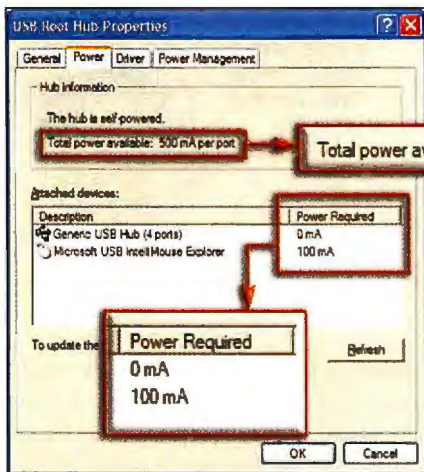 USB Root Hub Properties
General Power Driver Power Management
Hub information
The hub is self-powered.
Total power available: 500 mA per port
Total power av
Attached devices:
Description Power Required
Generic USB Hub (4 ports) 0 mA
Microsoft USB IntelliMouse Explorer 100 mA
To update the
Power Required
0 mA
100 mA
Refresh
OK Cancel